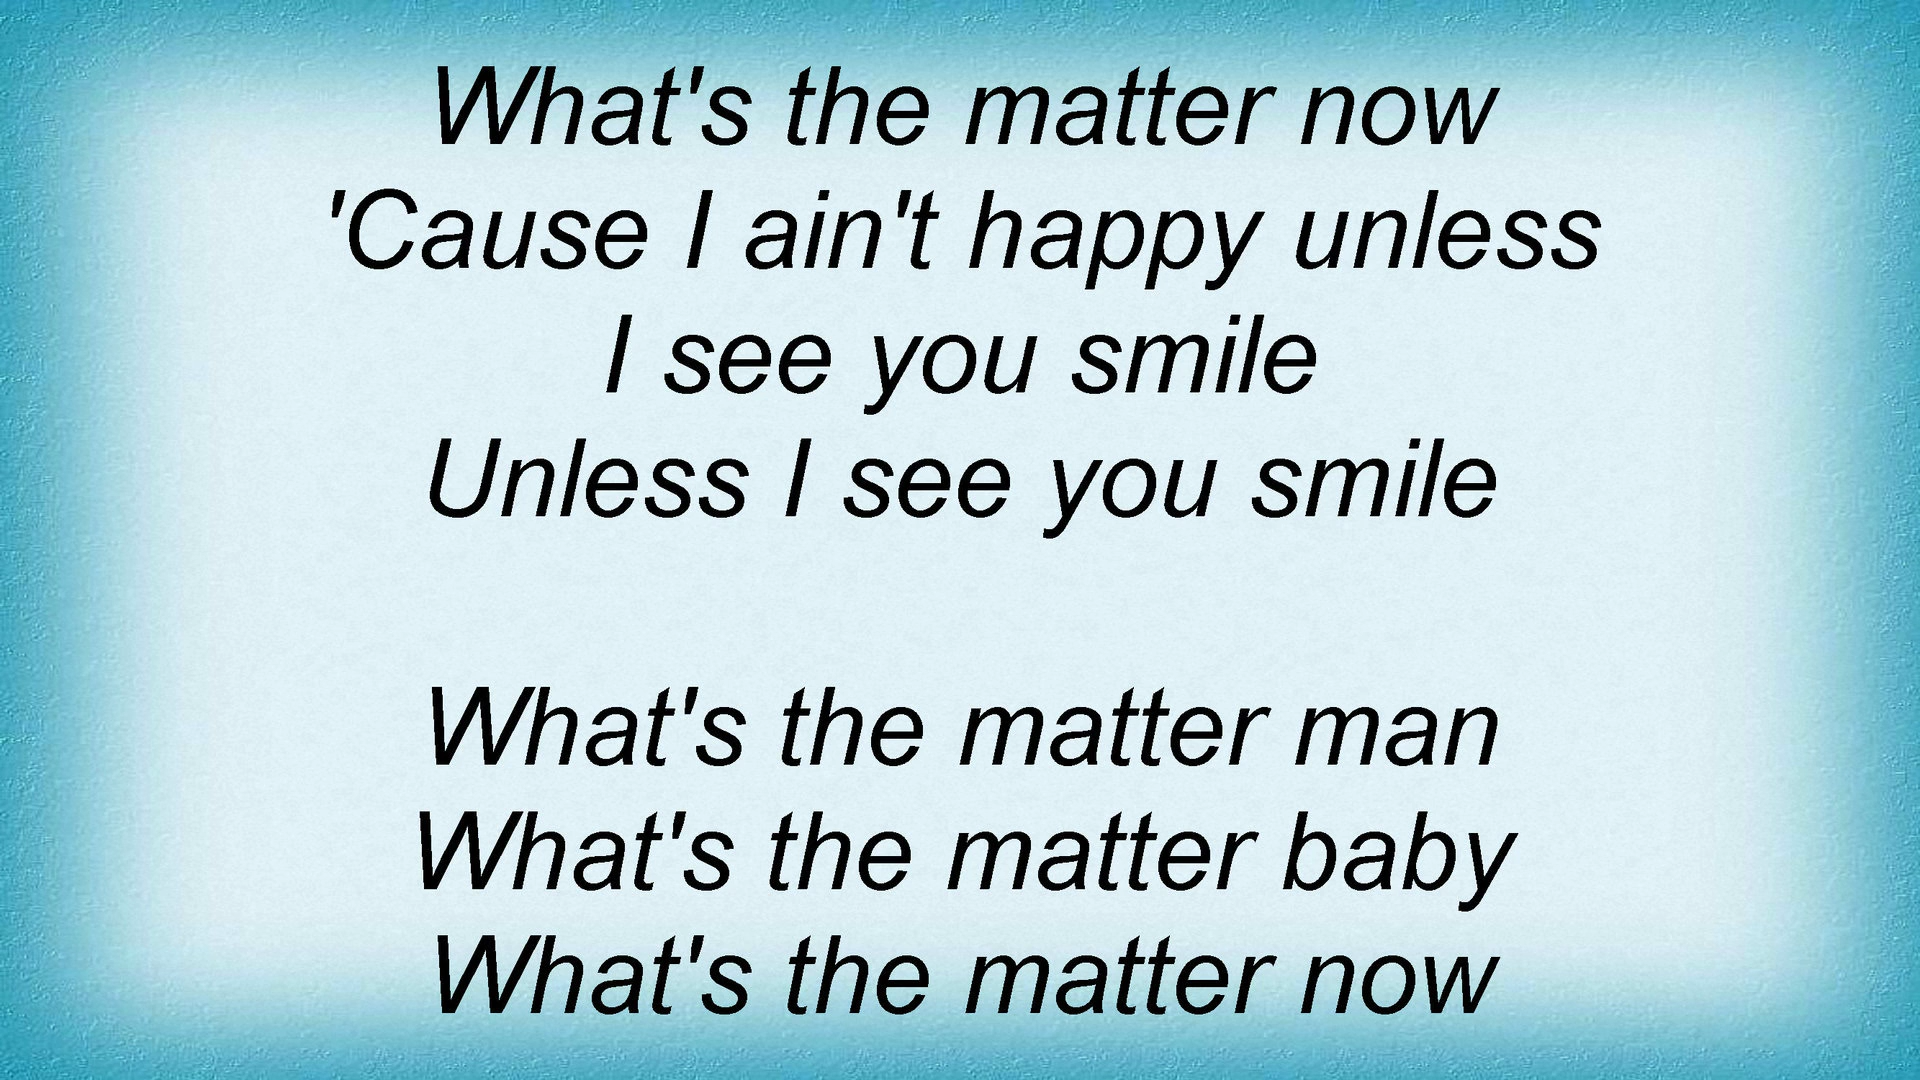 What's the matter now
'Cause I ain't happy unless
I see you smile
Unless I see you smile
What's the matter man
What's the matter baby
What's the matter now